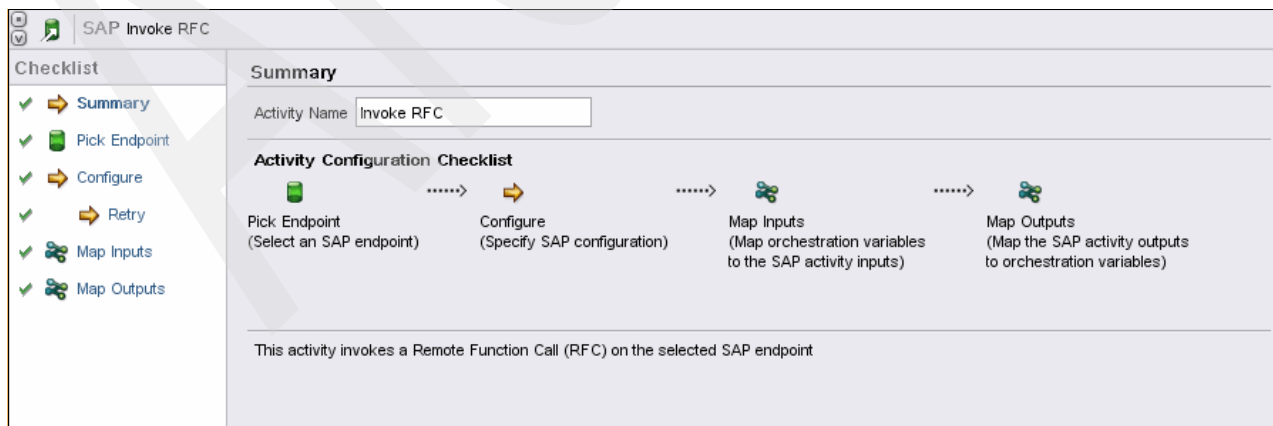 SAP Invoke RFC
Checklist
Summary
Pick Endpoint
Configure
Retry
Map Inputs
Map Outputs
Summary
Activity Name Invoke RFC
Activity Configuration Checklist
Pick Endpoint
(Select an SAP endpoint)
Configure
(Specify SAP configuration)
Map Inputs
(Map orchestration variables
to the SAP activity inputs)
Map Outputs
(Map the SAP activity outputs
to orchestration variables)
This activity invokes a Remote Function Call (RFC) on the selected SAP endpoint